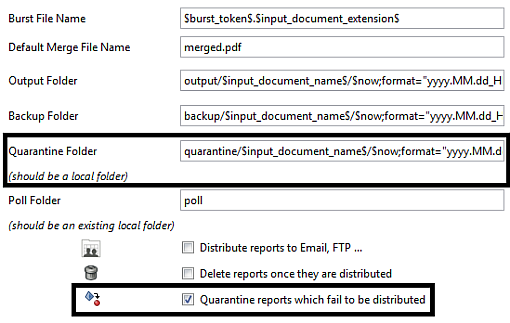 Burst File Name $burst_token$.$input_document_extension$
Default Merge File Name merged.pdf
Output Folder output/$input_document_name$/$now;format="yyyy.MM.dd_H
Backup Folder backup/$input_document_name$/$now;format="yyyy.MM.dd_H
Quarantine Folder quarantine/$input_document_name$/$now;format="yyyy.MM.d
(should be a local folder)
Poll Folder poll
(should be an existing local folder)
Distribute reports to Email, FTP ...
Delete reports once they are distributed
Quarantine reports which fail to be distributed